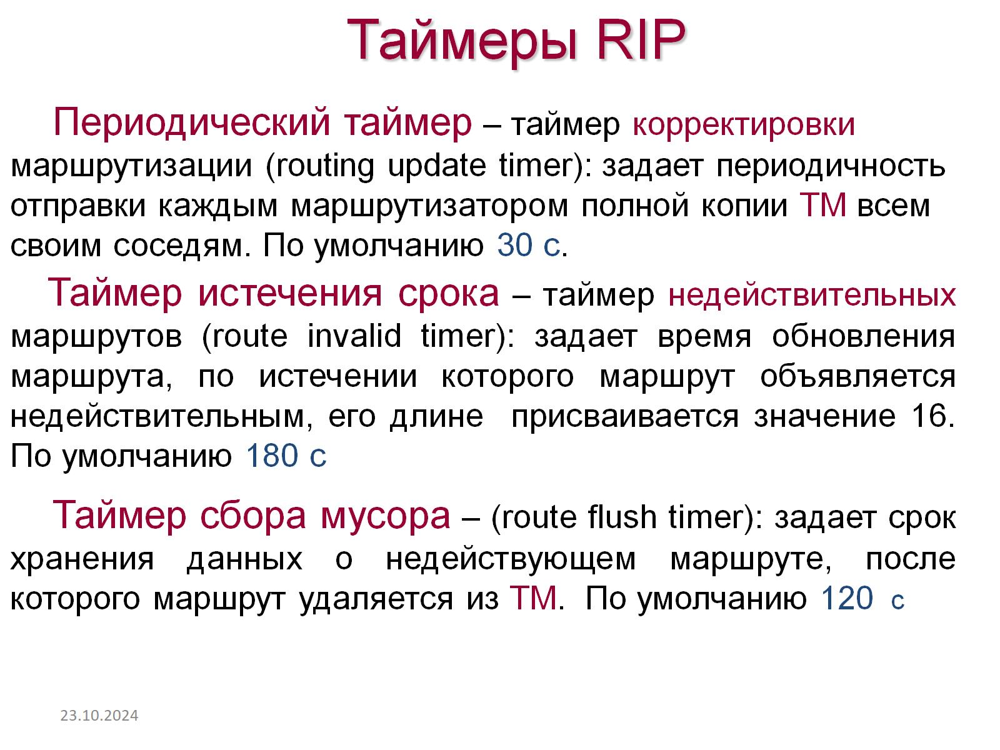 Таймеры RIP
Периодический таймер – таймер корректировки
маршрутизации (routing update timer): задает периодичность
отправки каждым маршрутизатором полной копии ТМ всем
своим соседям. По умолчанию 30 с.
Таймер истечения срока – таймер недействительных
маршрутов (route invalid timer): задает время обновления
маршрута, по истечении которого маршрут объявляется
недействительным, его длине присваивается значение 16.
По умолчанию 180 с
Таймер сбора мусора – (route flush timer): задает срок
хранения данных о недействующем маршруте, после
которого маршрут удаляется из ТМ. По умолчанию 120 с
23.10.2024